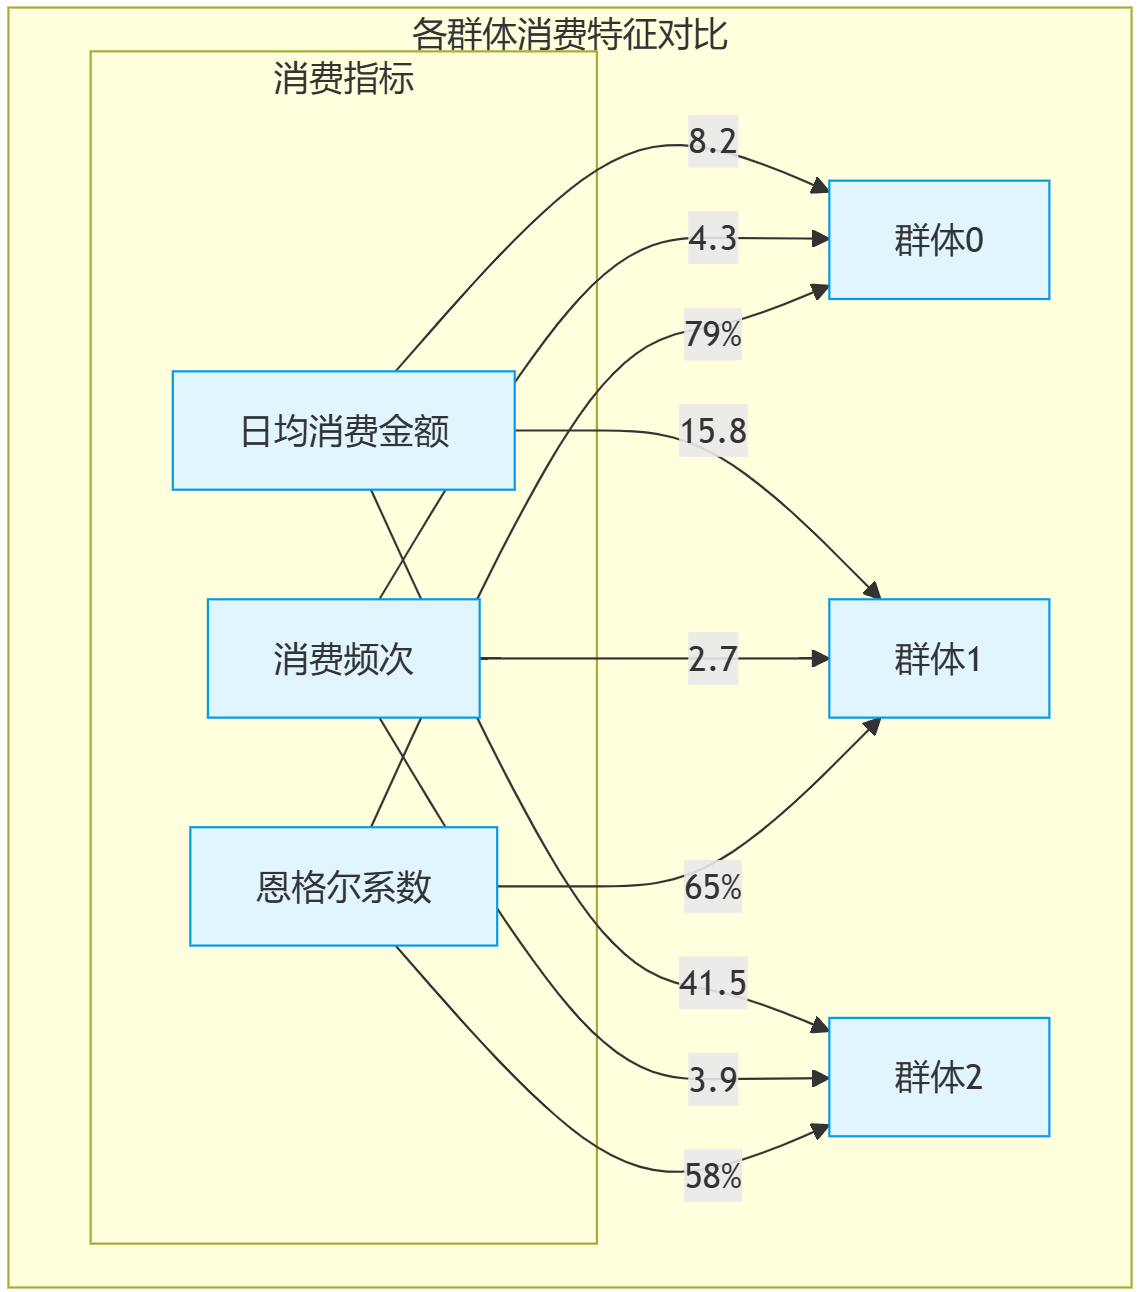 各群体消费特征对比
消费指标
8.2
群体0
4.3
79%
日均消费金额
15.8
消费频次
2.7
群体1
恩格尔系数
65%
41.5
群体2
3.9
58%